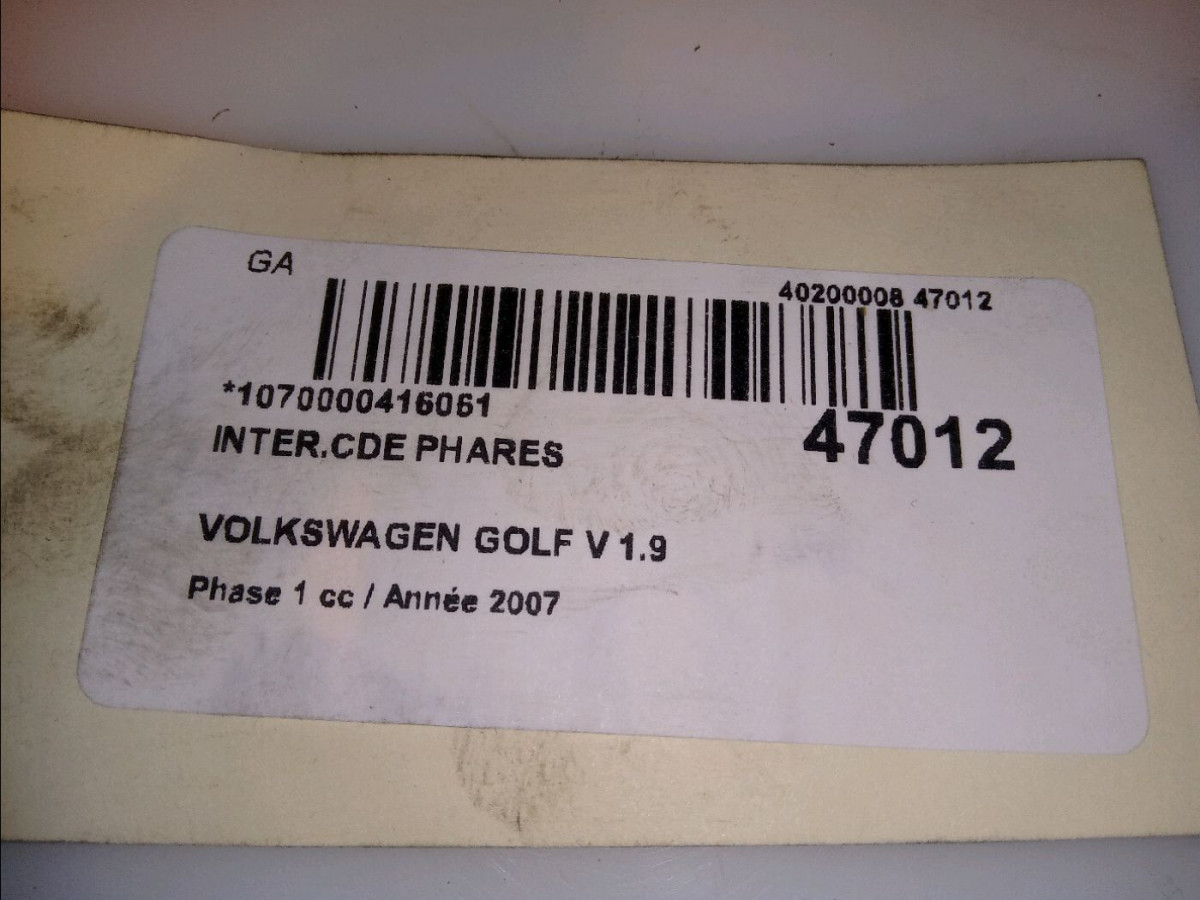 GA
40200008 47012
*1070000416061
47012
INTER.CDE PHARES
VOLKSWAGEN GOLF V 1.9
Phase 1 cc / Année 2007